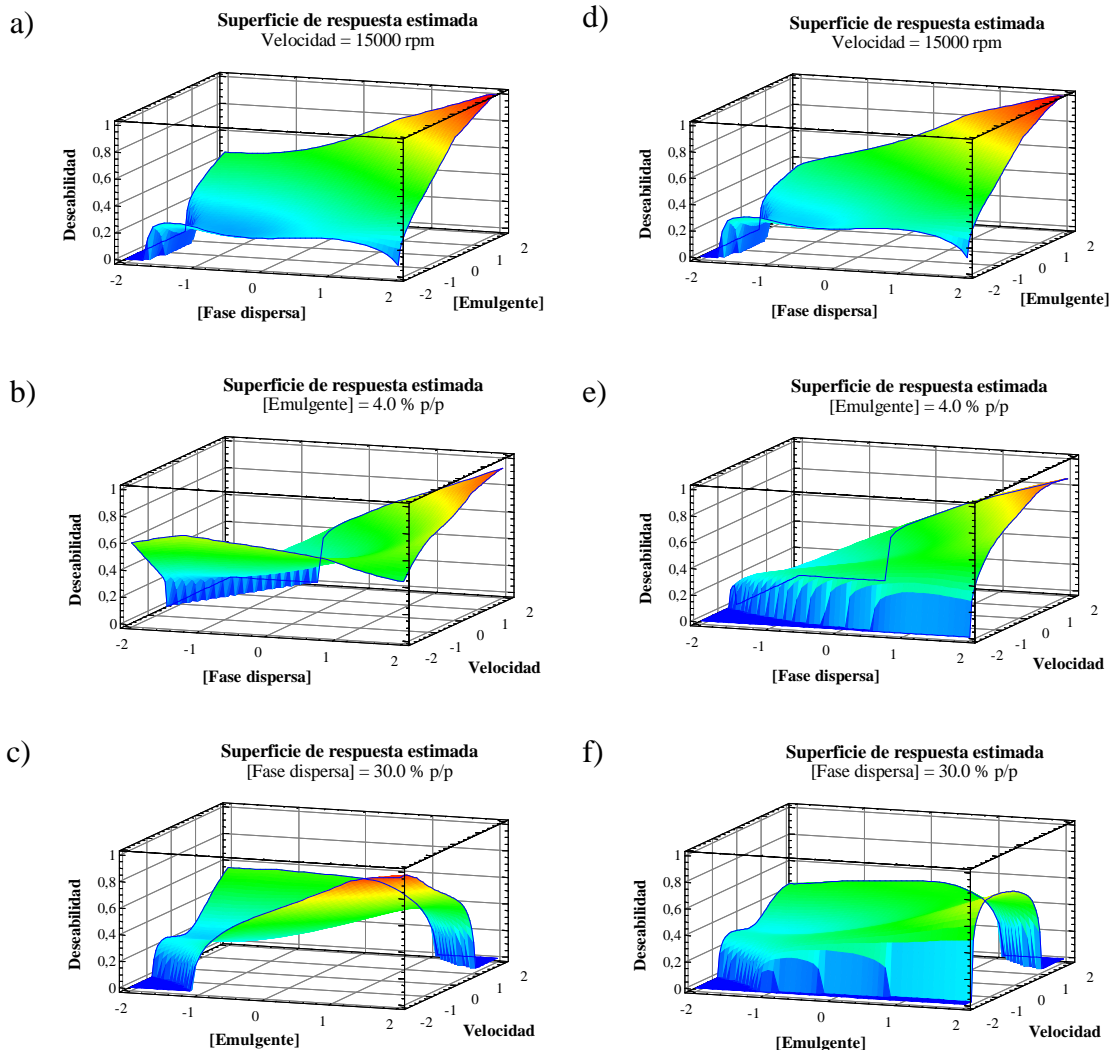 a)
Superficie de respuesta estimada
Velocidad = 15000 rpm
Deseabilidad
1
0,8
0,6
0,4
0,2
0
-2
-1
0
1
2
[Fase dispersa]
-2
-1
0
1
2
[Emulgente]
d)
Superficie de respuesta estimada
Velocidad = 15000 rpm
Deseabilidad
1
0,8
0,6
0,4
0,2
0
-2
-1
0
1
2
[Fase dispersa]
-2
-1
0
1
2
[Emulgente]
b)
Superficie de respuesta estimada
[Emulgente] = 4.0 % p/p
Deseabilidad
1
0,8
0,6
0,4
0,2
0
-2
-1
0
1
2
[Fase dispersa]
-2
-1
0
1
2
Velocidad
e)
Superficie de respuesta estimada
[Emulgente] = 4.0 % p/p
Deseabilidad
1
0,8
0,6
0,4
0,2
0
-2
-1
0
1
2
[Fase dispersa]
-2
-1
0
1
2
Velocidad
c)
Superficie de respuesta estimada
[Fase dispersa] = 30.0 % p/p
Deseabilidad
1
0,8
0,6
0,4
0,2
0
-2
-1
0
1
2
[Emulgente]
-2
-1
0
1
2
Velocidad
f)
Superficie de respuesta estimada
[Fase dispersa] = 30.0 % p/p
Deseabilidad
1
0,8
0,6
0,4
0,2
0
-2
-1
0
1
2
[Emulgente]
-2
-1
0
1
2
Velocidad